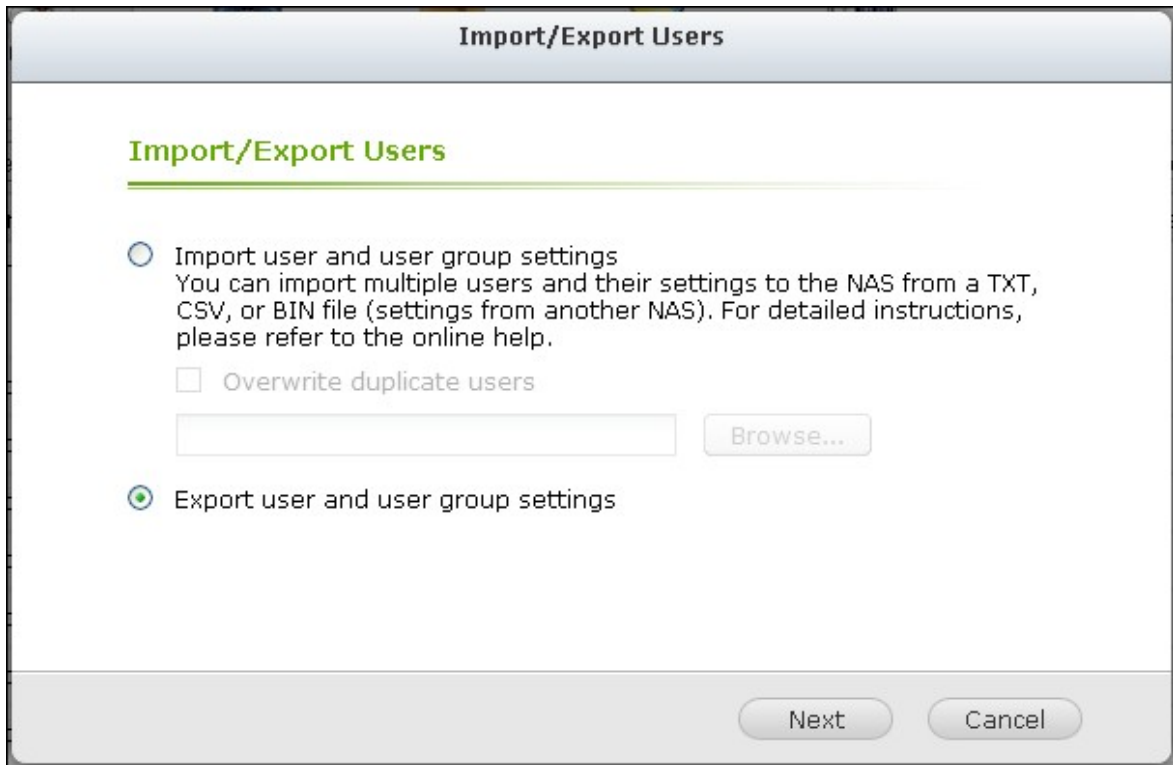 Import/Export Users
Import/Export Users
Import user and user group settings
You can import multiple users and their settings to the NAS from a TXT,
CSV, or BIN file (settings from another NAS). For detailed instructions,
please refer to the online help.
Overwrite duplicate users
Browse...
Export user and user group settings
Next Cancel